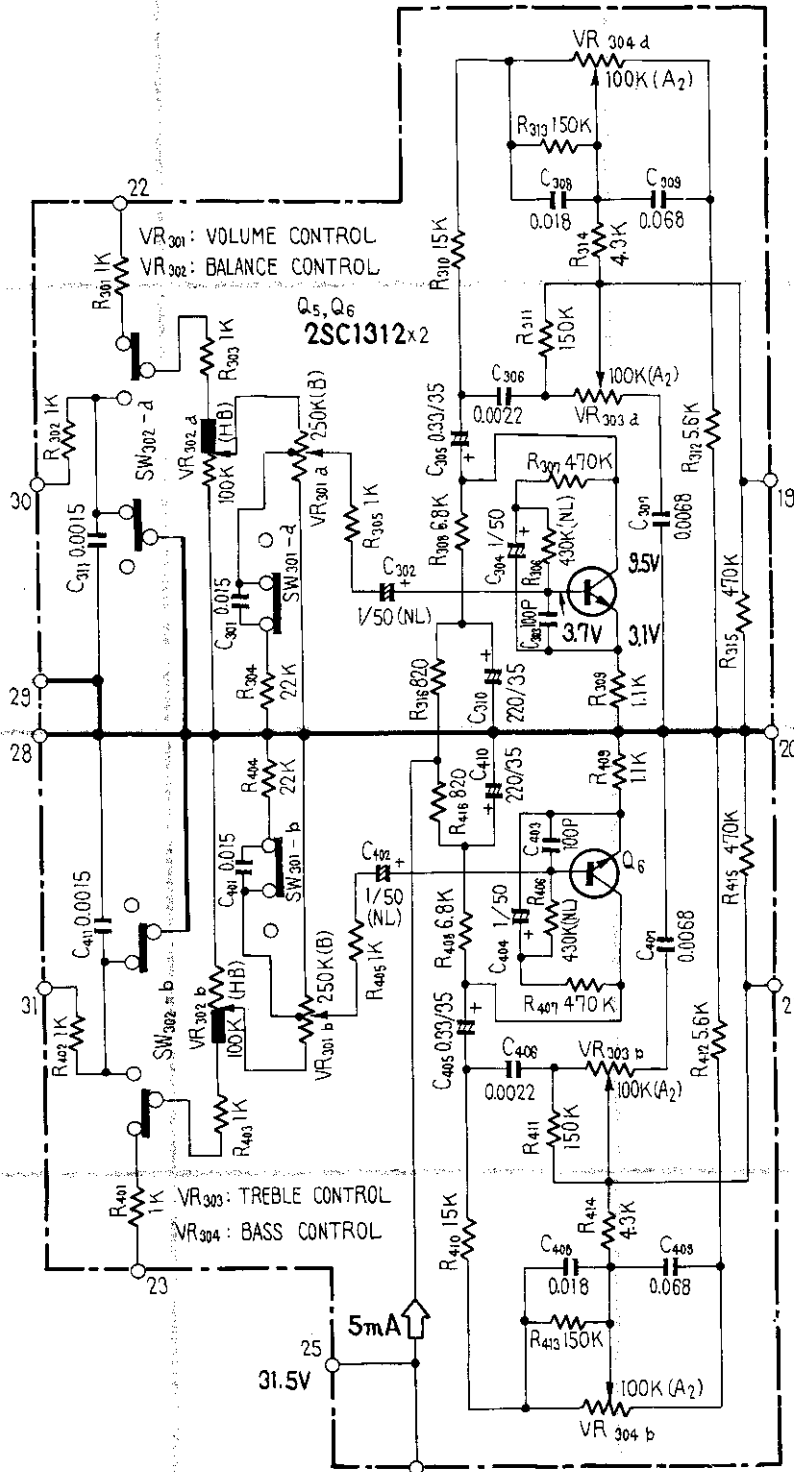 VR 304 a
100K (A₂)
R₃₁₃ 150K
C₃₀₈
0.018
C₃₀₉
0.068
22
VR₃₀₁: VOLUME CONTROL
VR₃₀₂: BALANCE CONTROL
R₃₀₁ 1K
R₃₁₀ 15K
R₃₁₄
4.3K
Q₅, Q₆
2SC1312×2
R₃₀₃ 1K
R₃₁₁
150K
C₃₀₆
0.0022
100K(A₂)
VR₃₀₃ a
R₃₀₂ 1K
SW₃₀₂-a
VR₃₀₂ a
100K (HB)
250K(B)
VR₃₀₁ a
C₃₀₅ 0.33/35
+
R₃₁₂ 5.6K
30
R₃₀₅ 1K
R₃₀₇ 470K
R₃₀₈ 6.8K
C₃₀₄ 1/50
+
R₃₀₆
430K(NL)
C₃₀₇
0.0068
19
C₃₁₁ 0.0015
C₃₀₁
0.015
SW₃₀₁-a
C₃₀₂
+
1/50 (NL)
C₃₀₃ 100P
9.5V
3.7V
3.1V
R₃₁₅
470K
29
R₃₀₄
22K
R₃₁₆ 820
C₃₁₀
+
220/35
R₃₀₉
1.1K
28
20
R₄₀₄
22K
R₄₁₆ 820
C₄₁₀
+
220/35
R₄₀₉
1.1K
C₄₀₁ 0.015
SW₃₀₁-b
C₄₀₂
+
1/50
(NL)
C₄₀₃
100P
Q₆
R₄₁₅
470K
C₄₁₁ 0.0015
R₄₀₈ 6.8K
C₄₀₄
1/50
+
R₄₀₆
430K(NL)
C₄₀₇
0.0068
31
R₄₀₂ 1K
SW₃₀₂-b
VR₃₀₂ b
100K (HB)
250K(B)
VR₃₀₁ b
R₄₀₅ 1K
R₄₀₇ 470K
2
C₄₀₅ 0.33/35
+
C₄₀₆
0.0022
VR₃₀₃ b
100K(A₂)
R₄₁₂ 5.6K
R₄₀₃
1K
R₄₁₁
150K
R₄₀₁
1K
VR₃₀₃: TREBLE CONTROL
VR₃₀₄: BASS CONTROL
R₄₁₀ 15K
R₄₁₄
4.3K
23
C₄₀₈
0.018
0.068
5mA
R₄₁₃ 150K
25
31.5V
100K(A₂)
VR 304 b